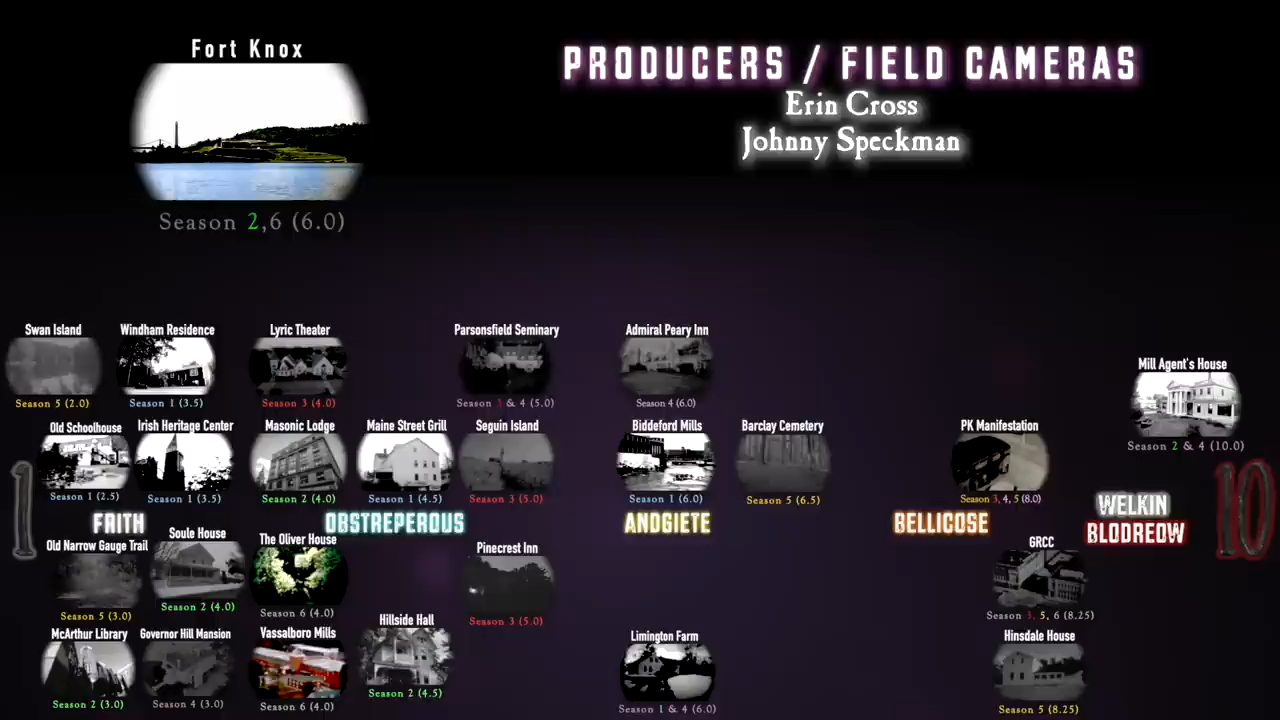 Fort Knox
Season 2,6 (6.0)
PRODUCERS / FIELD CAMERAS
Erin Cross
Johnny Speckman
Swan Island
Season 5 (2.0)
Windham Residence
Season 1 (3.5)
Lyric Theater
Season 3 (4.0)
Parsonsfield Seminary
Season 3 & 4 (5.0)
Admiral Peary Inn
Season 4 (6.0)
Mill Agent's House
Season 2 & 4 (10.0)
Old Schoolhouse
Season 1 (2.5)
Irish Heritage Center
Season 1 (3.5)
Masonic Lodge
Season 2 (4.0)
Maine Street Grill
Season 1 (4.5)
Seguin Island
Season 3 (5.0)
Biddeford Mills
Season 1 (6.0)
Barclay Cemetery
Season 5 (6.5)
PK Manifestation
Season 3, 4, 5 (8.0)
1
FAITH
OBSTREPEROUS
ANDGIETE
BELLICOSE
WELKIN
BLODREOW
10
Old Narrow Gauge Trail
Season 5 (3.0)
Soule House
Season 2 (4.0)
The Oliver House
Season 6 (4.0)
Pinecrest Inn
Season 3 (5.0)
GRCC
Season 3, 5, 6 (8.25)
McArthur Library
Season 2 (3.0)
Governor Hill Mansion
Season 4 (3.0)
Vassalboro Mills
Season 6 (4.0)
Hillside Hall
Season 2 (4.5)
Limington Farm
Season 1 & 4 (6.0)
Hinsdale House
Season 5 (8.25)